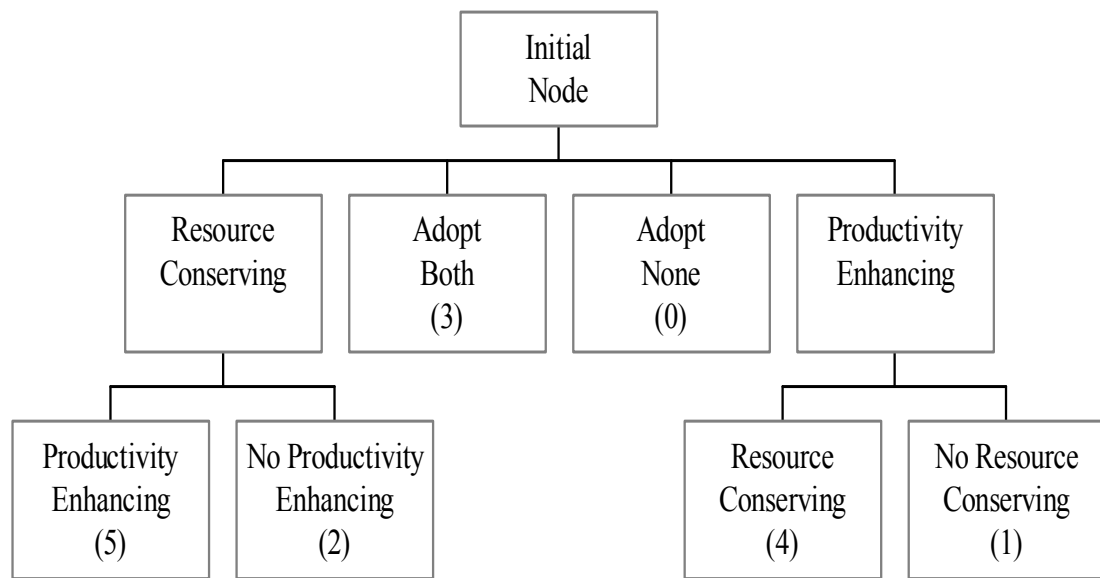 Initial
Node
Resource
Conserving
Adopt
Both
(3)
Adopt
None
(0)
Productivity
Enhancing
Productivity
Enhancing
(5)
No Productivity
Enhancing
(2)
Resource
Conserving
(4)
No Resource
Conserving
(1)